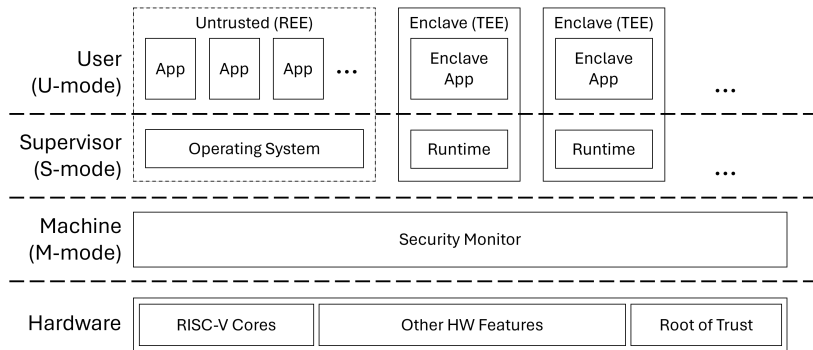 Untrusted (REE)
Enclave (TEE)
Enclave (TEE)
User
(U-mode)
App
App
App
...
Enclave
App
Enclave
App
...
Supervisor
(S-mode)
Operating System
Runtime
Runtime
...
Machine
(M-mode)
Security Monitor
Hardware
RISC-V Cores
Other HW Features
Root of Trust